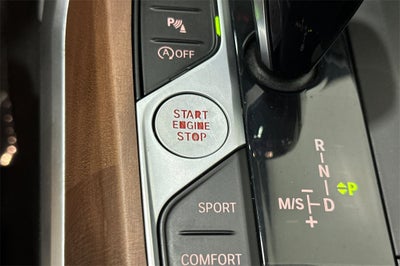 P
A OFF
START
ENGINE
STOP
SPORT
COMFORT
R
N
N
P
M/S
D
-
+